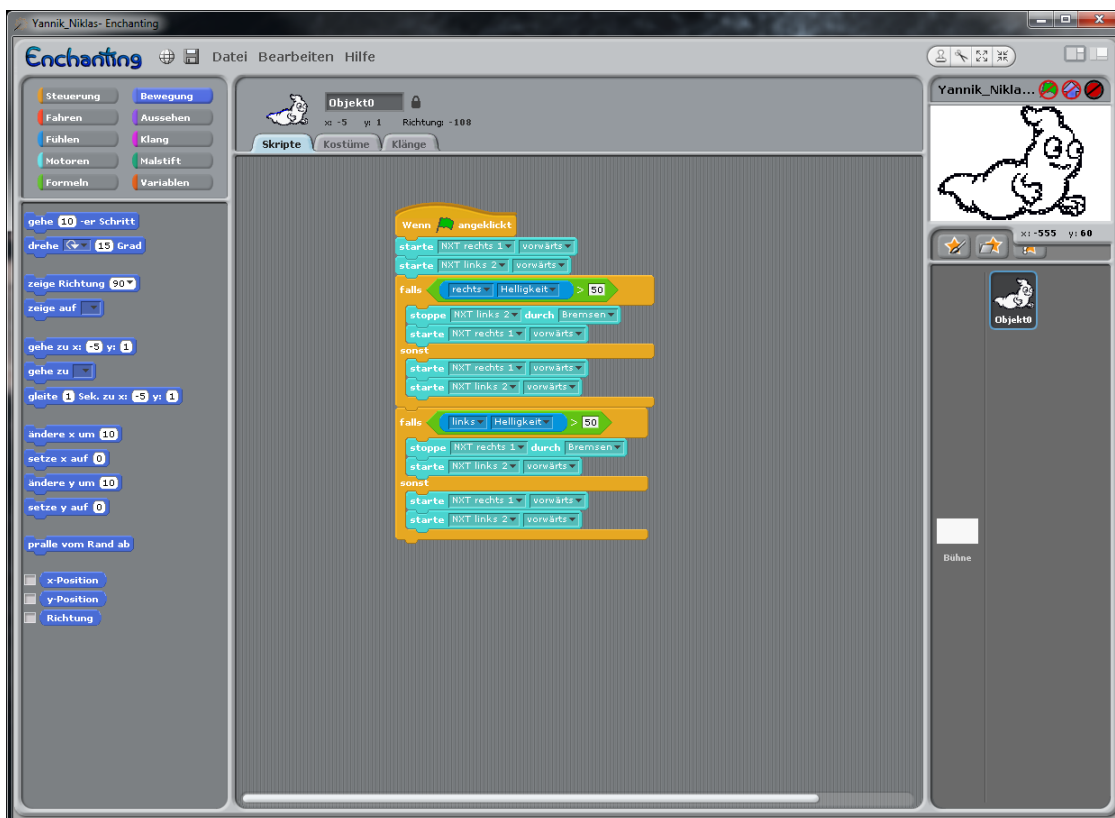 Yannik_Niklas- Enchanting
Enchanting Datei Bearbeiten Hilfe
Steuerung Bewegung
Fahren Aussehen
Fühlen Klang
Motoren Malstift
Formeln Variablen
gehe 10 -er Schritt
drehe 15 Grad
zeige Richtung 90
zeige auf
gehe zu x: -5 y: 1
gehe zu
gleite 1 Sek. zu x: -5 y: 1
ändere x um 10
setze x auf 0
ändere y um 10
setze y auf 0
pralle vom Rand ab
x-Position
y-Position
Richtung
Objekt0
x: -5 y: 1 Richtung: -108
Skripte Kostüme Klänge
Wenn angeklickt
starte NXT rechts 1 vorwärts
starte NXT links 2 vorwärts
falls rechts Helligkeit > 50
stoppe NXT links 2 durch Bremsen
starte NXT rechts 1 vorwärts
sonst
starte NXT rechts 1 vorwärts
starte NXT links 2 vorwärts
falls links Helligkeit > 50
stoppe NXT rechts 1 durch Bremsen
starte NXT links 2 vorwärts
sonst
starte NXT rechts 1 vorwärts
starte NXT links 2 vorwärts
Yannik_Nikla...
x: -555 y: 60
Objekt0
Bühne